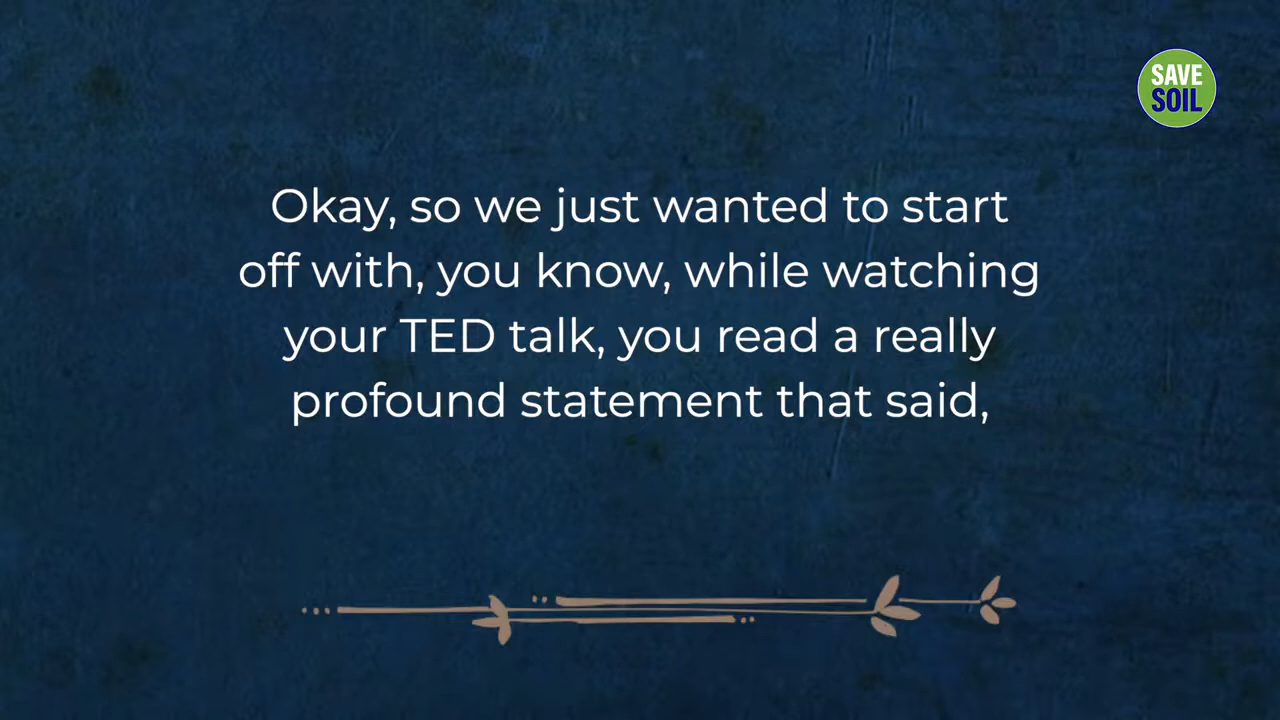 SAVE
SOIL
Okay, so we just wanted to start
off with, you know, while watching
your TED talk, you read a really
profound statement that said,